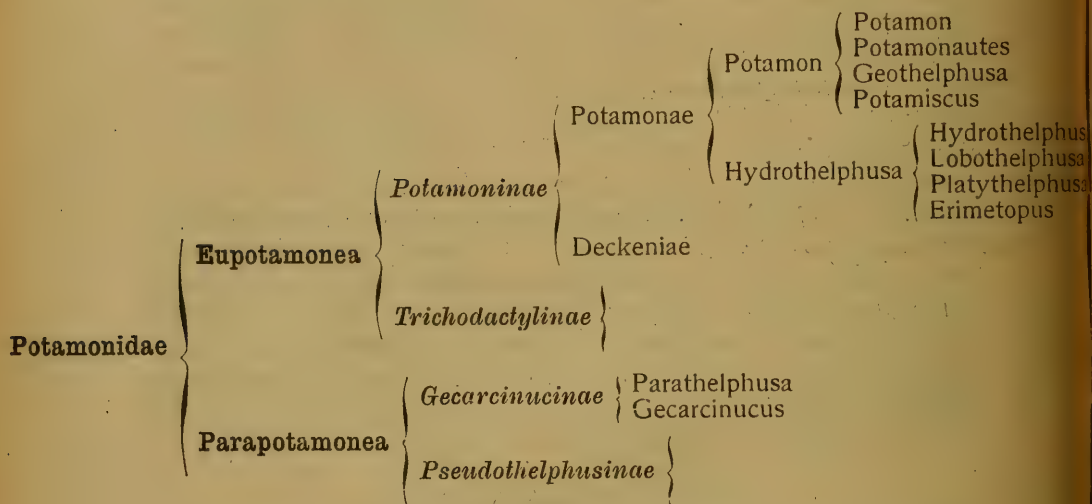 Potamon
Potamonautes
Geothelphusa
Potamiscus
Potamon
Potamonae
Hydrothelphus
Lobothelphusa
Platythelphusa
Erimetopus
Hydrothelphusa
Potamoninae
Deckeniae
Eupotamonea
Trichodactylinae
Potamonidae
Parathelphusa
Gecarcinucus
Gecarcinucinae
Parapotamonea
Pseudothelphusinae